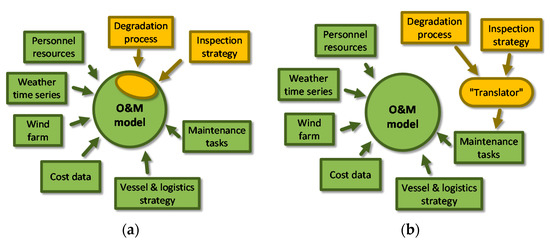 Degradation
process
Inspection
strategy
Personnel
resources
Weather
time series
Wind
farm
Cost data
O&M
model
Maintenance
tasks
Vessel & logistics
strategy
(a)
Degradation
process
Inspection
strategy
Personnel
resources
Weather
time series
Wind
farm
Cost data
O&M
model
"Translator"
Maintenance
tasks
Vessel & logistics
strategy
(b)